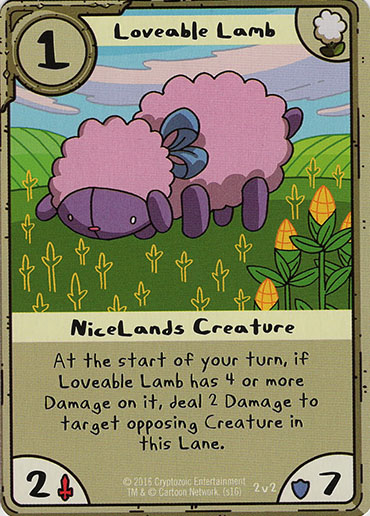 1
Loveable Lamb
NiceLands Creature
At the start of your turn, if
Loveable Lamb has 4 or more
Damage on it, deal 2 Damage to
target opposing Creature in
this Lane.
© 2016 Cryptozoic Entertainment
TM & © Cartoon Network. (s16)
2v2
2
7